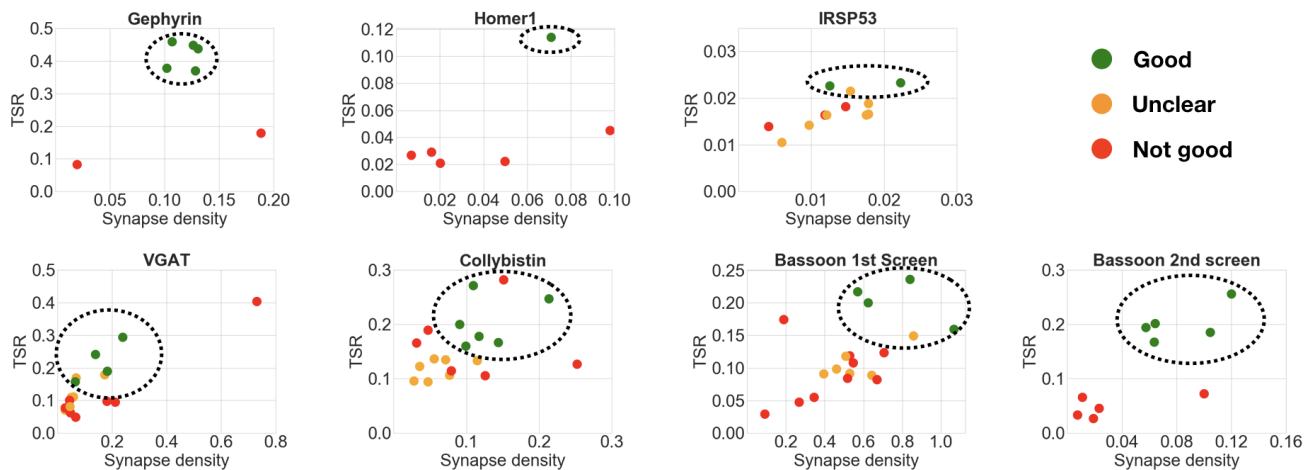 Gephyrin
TSR
0.5
0.4
0.3
0.2
0.1
0.0
0.05 0.10 0.15 0.20
Synapse density
Homer1
TSR
0.12
0.10
0.08
0.06
0.04
0.02
0.00
0.02 0.04 0.06 0.08 0.10
Synapse density
IRSP53
TSR
0.03
0.02
0.01
0.00
0.01 0.02 0.03
Synapse density
Good
Unclear
Not good
VGAT
TSR
0.5
0.4
0.3
0.2
0.1
0.0
0.2 0.4 0.6 0.8
Synapse density
Collybistin
TSR
0.3
0.2
0.1
0.0
0.1 0.2 0.3
Synapse density
Bassoon 1st Screen
TSR
0.25
0.20
0.15
0.10
0.05
0.00
0.2 0.4 0.6 0.8 1.0
Synapse density
Bassoon 2nd screen
TSR
0.3
0.2
0.1
0.0
0.04 0.08 0.12 0.16
Synapse density